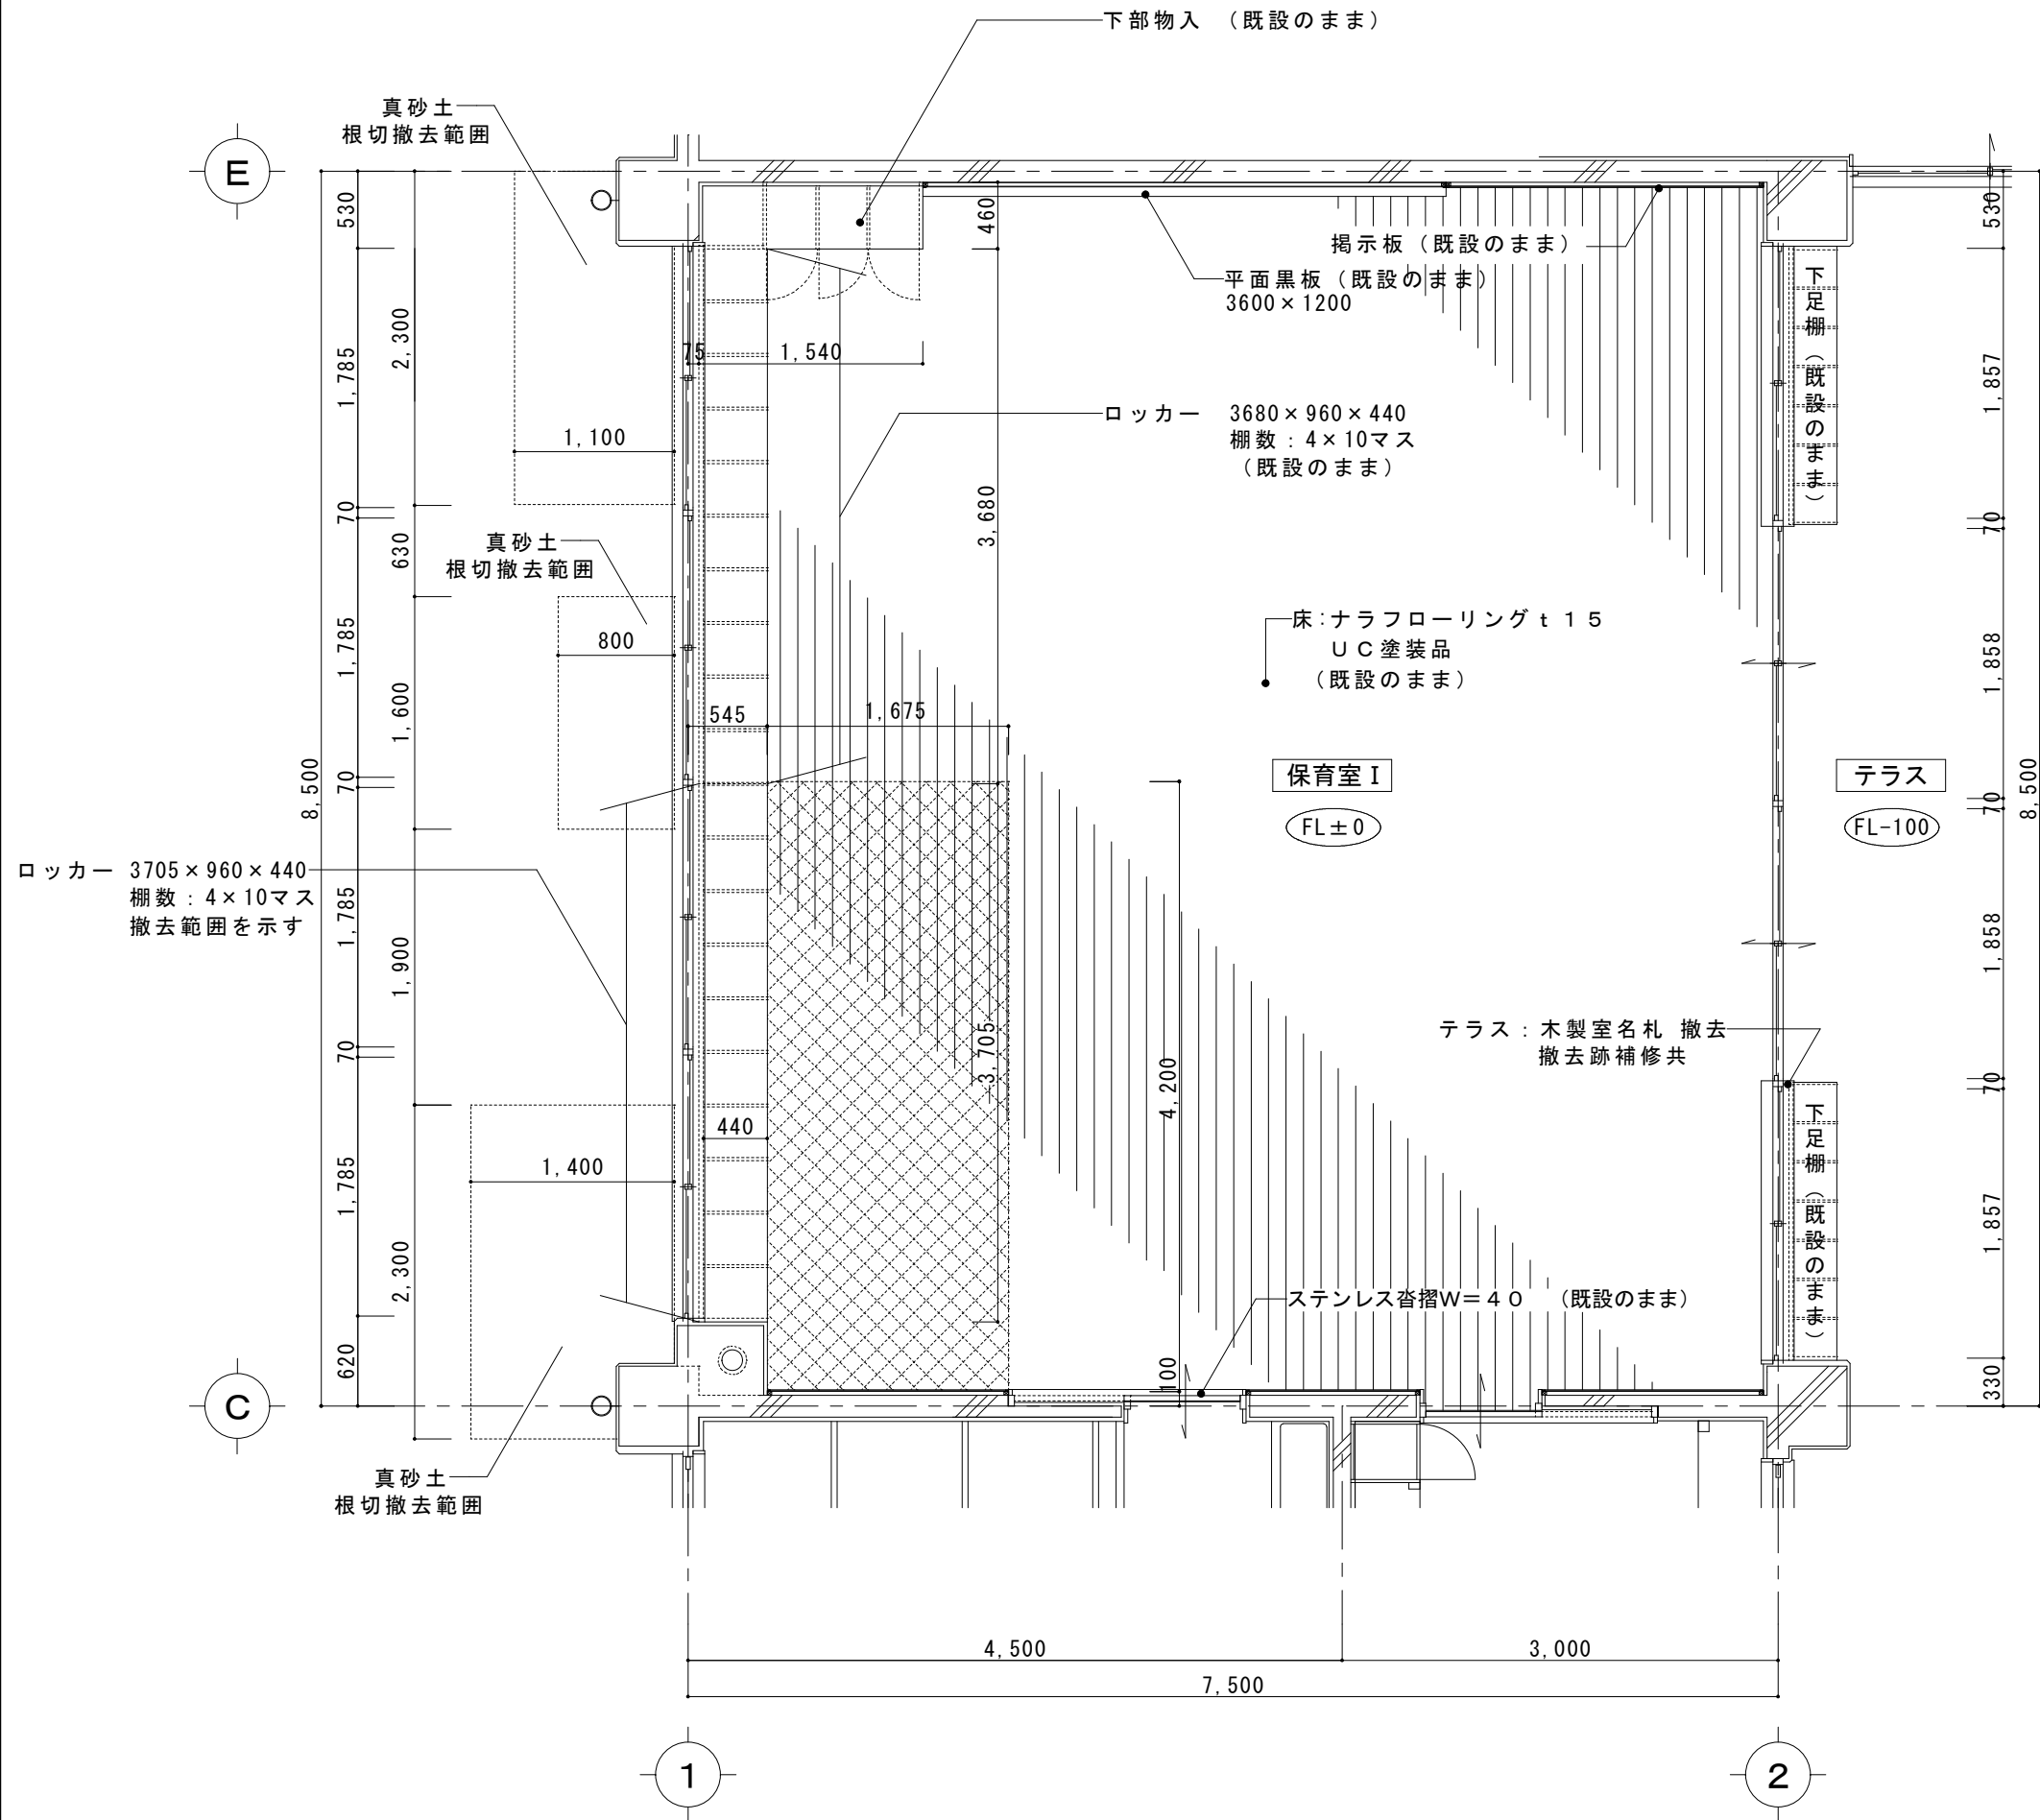 下部物入 （既設のまま）
真砂土
根切撤去範囲
E
530
460
530
掲示板（既設のまま）
平面黒板（既設のまま）
3600×1200
下足棚（既設のまま）
2,300
1,785
75
1,540
1,857
ロッカー 3680×960×440
棚数：4×10マス
（既設のまま）
1,100
3,680
70
70
630
真砂土
根切撤去範囲
床：ナラフローリングｔ１５
ＵＣ塗装品
（既設のまま）
800
1,785
1,858
1,600
545
1,675
保育室Ⅰ
テラス
8,500
70
70
8,500
FL±0
FL-100
ロッカー 3705×960×440
棚数：4×10マス
撤去範囲を示す
1,785
1,900
1,858
テラス：木製室名札 撤去
撤去跡補修共
3,705
4,200
70
70
440
1,400
1,785
2,300
下足棚（既設のまま）
1,857
ステンレス沓摺Ｗ＝４０ （既設のまま）
620
100
330
C
真砂土
根切撤去範囲
4,500
3,000
7,500
1
2